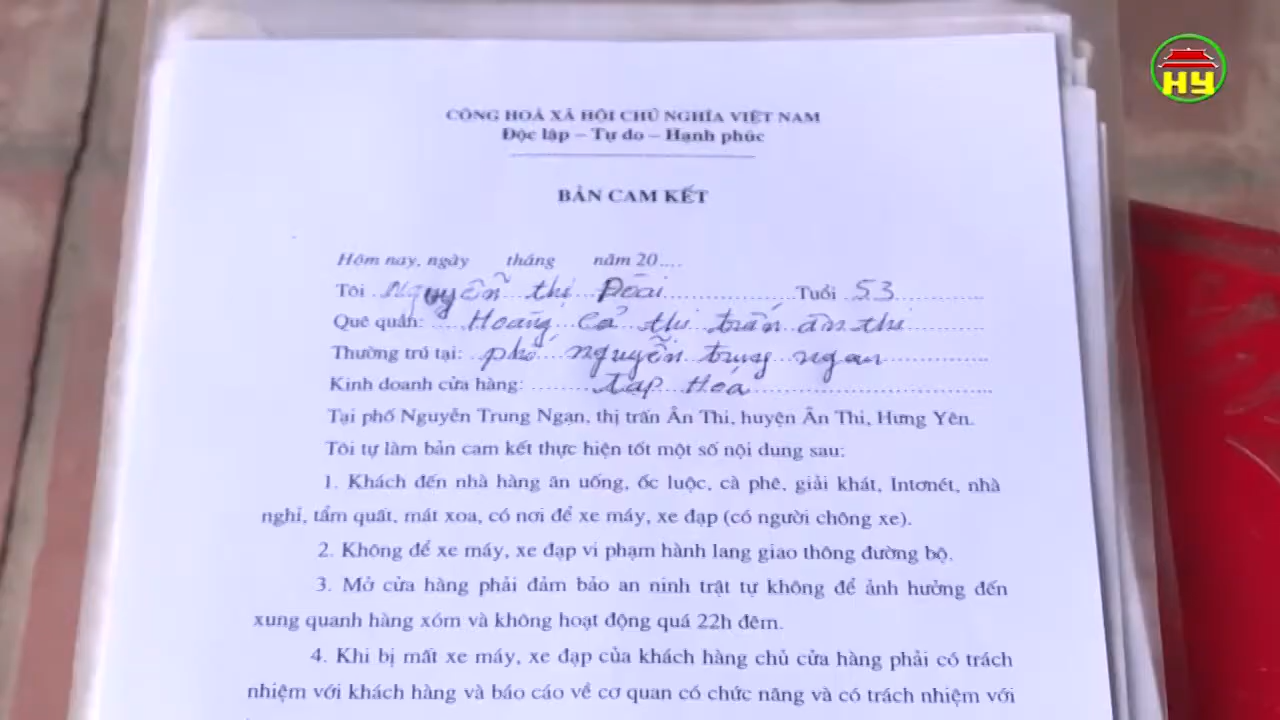 HY
CỘNG HOÀ XÃ HỘI CHỦ NGHĨA VIỆT NAM
Độc lập – Tự do – Hạnh phúc
BẢN CAM KẾT
Hôm nay, ngày tháng năm 20....
Tôi Nguyễn thị Tuổi 53
Quê quán: Hoàng Cả thị trấn ân thi
Thường trú tại: phố nguyễn trung ngạn
Kinh doanh cửa hàng: Tạp Hoá
Tại phố Nguyễn Trung Ngạn, thị trấn Ân Thi, huyện Ân Thi, Hưng Yên.
Tôi tự làm bản cam kết thực hiện tốt một số nội dung sau:
1. Khách đến nhà hàng ăn uống, ốc luộc, cà phê, giải khát, Intơnét, nhà
nghỉ, tẩm quất, mát xoa, có nơi để xe máy, xe đạp (có người chông xe).
2. Không để xe máy, xe đạp vi phạm hành lang giao thông đường bộ.
3. Mở cửa hàng phải đảm bảo an ninh trật tự không để ảnh hưởng đến
xung quanh hàng xóm và không hoạt động quá 22h đêm.
4. Khi bị mất xe máy, xe đạp của khách hàng chủ cửa hàng phải có trách
nhiệm với khách hàng và báo cáo về cơ quan có chức năng và có trách nhiệm với